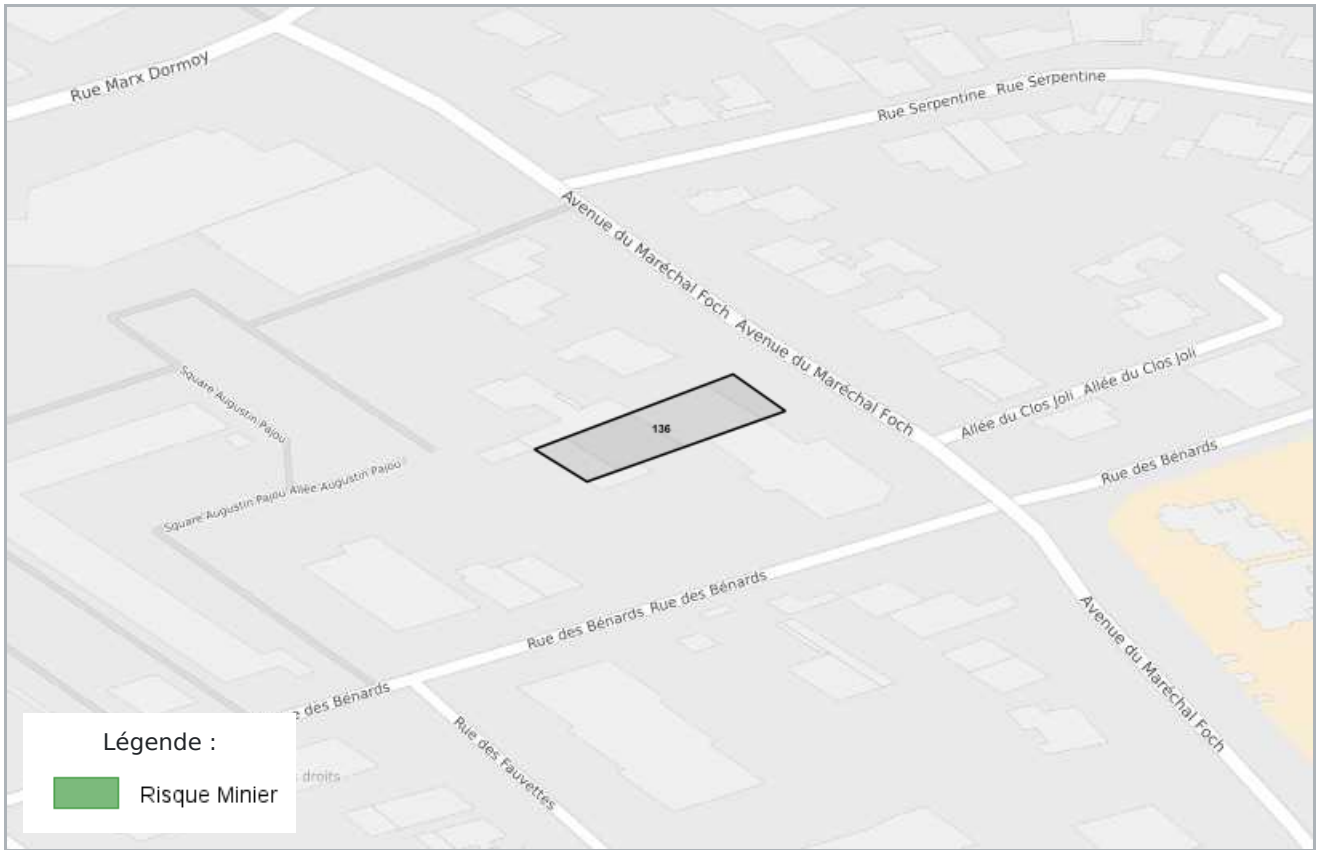 Rue Marx Dormoy
Rue Serpentine Rue Serpentine
Avenue du Maréchal Foch Avenue du Maréchal Foch
Square Augustin Pajou
Allée du Clos Joli Allée du Clos Joli
136
Rue des Bénards
Square Augustin Pajou Allée Augustin Pajou
Rue des Bénards Rue des Bénards
Avenue du Maréchal Foch
e des Bénards
Rue des Fauvettes
Légende :
droits
Risque Minier